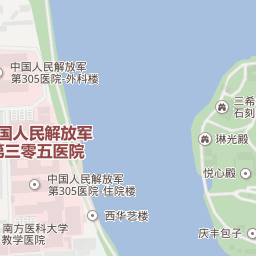 中国人民解放军
第305医院-外科楼
国人民解放军
第三零五医院
中国人民解放军
第305医院-住院楼
西华艺楼
南方医科大学
教学医院
三希
石刻
琳光殿
悦心殿
庆丰包子